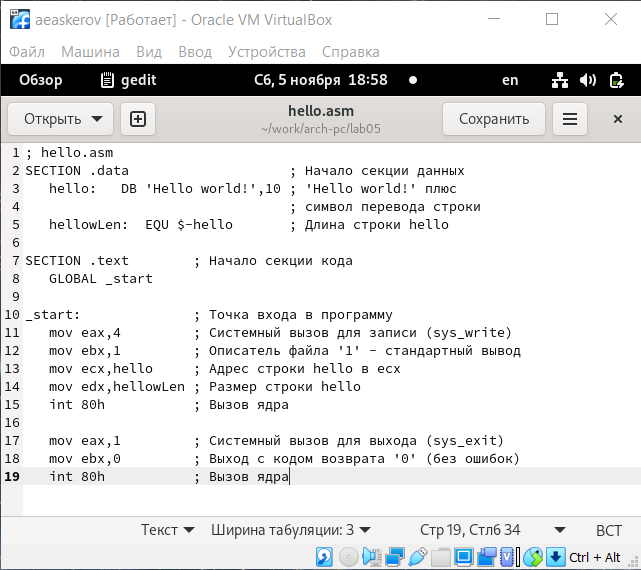 aeaskerov [Работает] - Oracle VM VirtualBox
Файл Машина Вид Ввод Устройства Справка
Обзор gedit Сб, 5 ноября 18:58 en
Открыть hello.asm Сохранить
~/work/arch-pc/lab05
1 ; hello.asm
2 SECTION .data ; Начало секции данных
3 hello: DB 'Hello world!',10 ; 'Hello world!' плюс
4 ; символ перевода строки
5 hellowLen: EQU $-hello ; Длина строки hello
6
7 SECTION .text ; Начало секции кода
8 GLOBAL _start
9
10 _start: ; Точка входа в программу
11 mov eax,4 ; Системный вызов для записи (sys_write)
12 mov ebx,1 ; Описатель файла '1' - стандартный вывод
13 mov ecx,hello ; Адрес строки hello в ecx
14 mov edx,hellowLen ; Размер строки hello
15 int 80h ; Вызов ядра
16
17 mov eax,1 ; Системный вызов для выхода (sys_exit)
18 mov ebx,0 ; Выход с кодом возврата '0' (без ошибок)
19 int 80h ; Вызов ядра
Текст Ширина табуляции: 3 Стр 19, Стлб 34 ВСТ
Ctrl + Alt